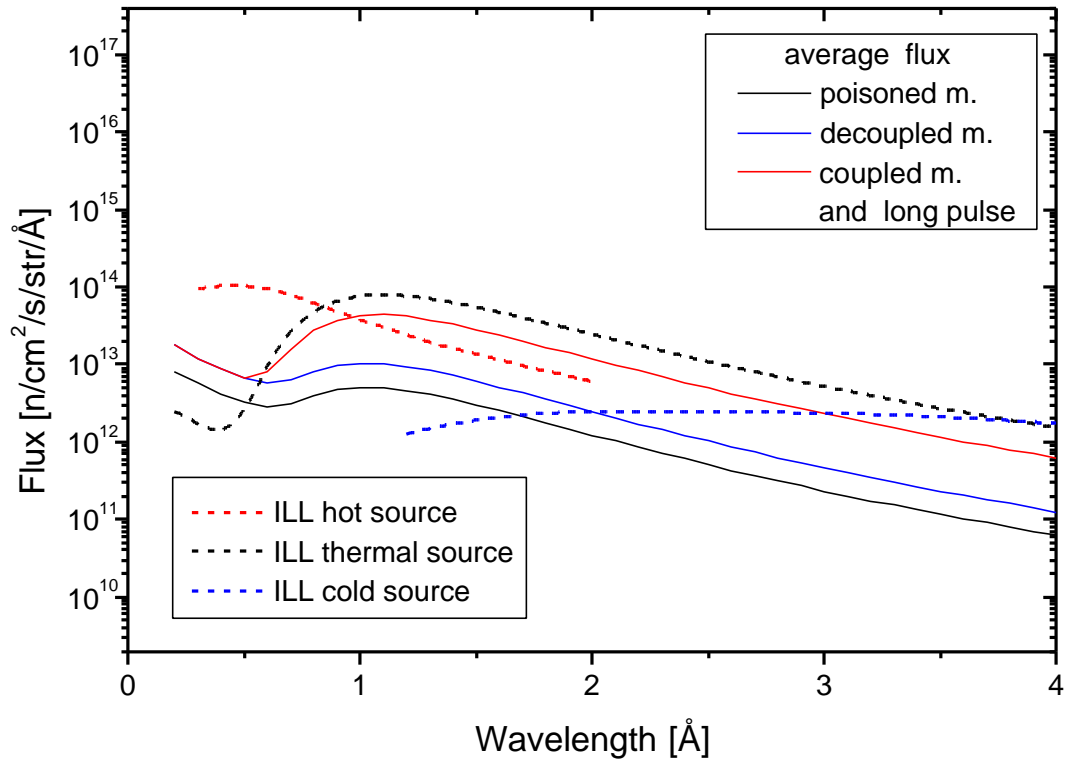 10^17
10^16
10^15
10^14
10^13
10^12
10^11
10^10
Flux [n/cm^2/s/str/Å]
average flux
poisoned m.
decoupled m.
coupled m.
and long pulse
ILL hot source
ILL thermal source
ILL cold source
0 1 2 3 4
Wavelength [Å]